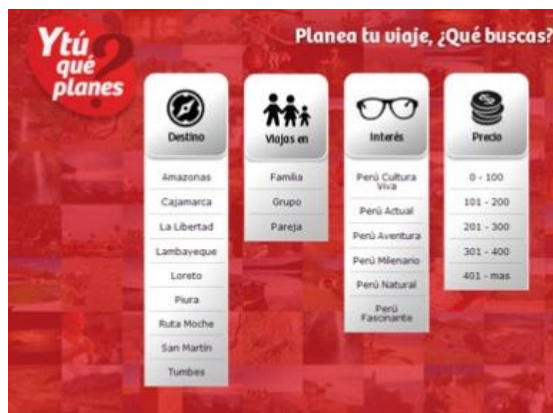 Ytú
qué
planes
?
Planea tu viaje, ¿Qué buscas?
Destino
Amazonas
Cajamarca
La Libertad
Lambayeque
Loreto
Piura
Ruta Moche
San Martín
Tumbes
Viajas en
Familia
Grupo
Pareja
Interés
Perú Cultura
Viva
Perú Actual
Perú Aventura
Perú Milenario
Perú Natural
Perú
Fascinante
Precio
0 - 100
101 - 200
201 - 300
301 - 400
401 - mas